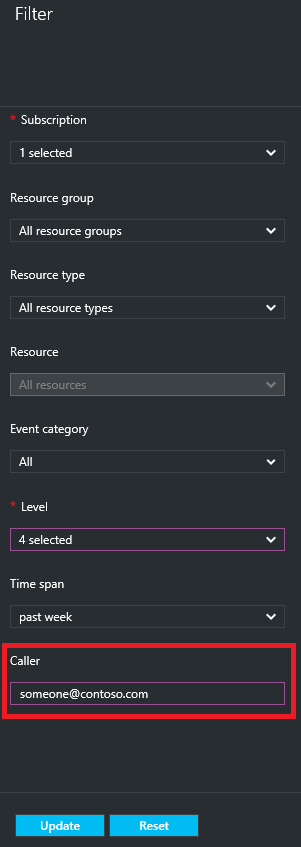 Filter
* Subscription
1 selected
Resource group
All resource groups
Resource type
All resource types
Resource
All resources
Event category
All
* Level
4 selected
Time span
past week
Caller
someone@contoso.com
Update Reset